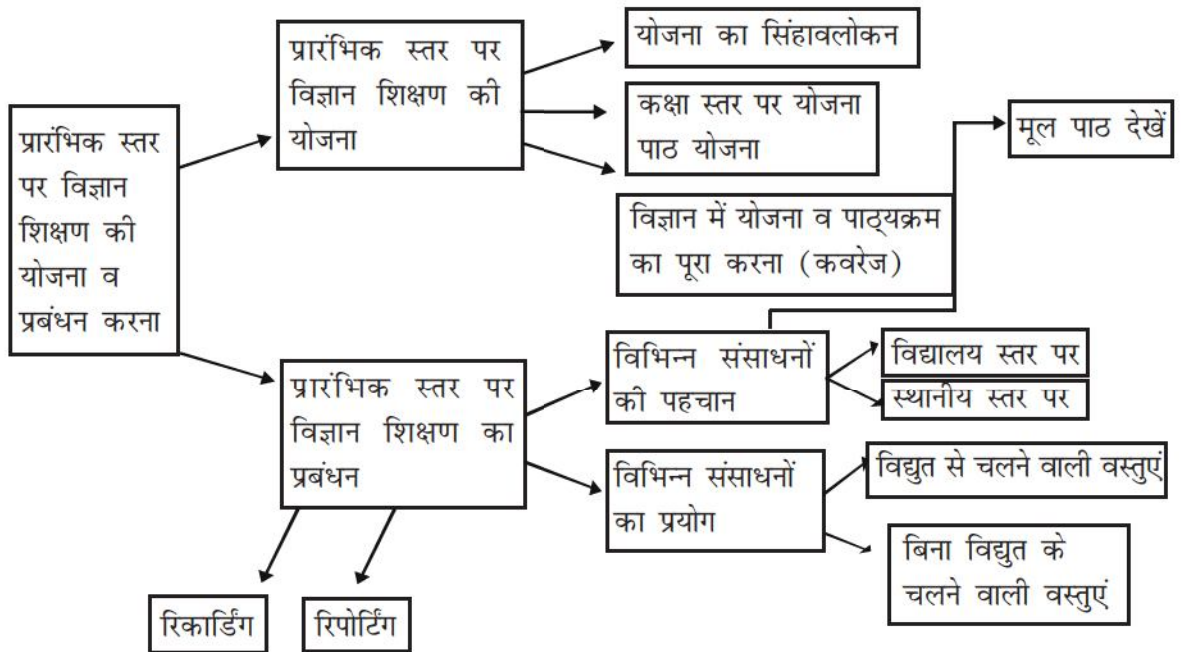 प्रारंभिक स्तर
पर विज्ञान
शिक्षण की
योजना व
प्रबंधन करना
प्रारंभिक स्तर पर
विज्ञान शिक्षण की
योजना
योजना का सिंहावलोकन
कक्षा स्तर पर योजना
पाठ योजना
विज्ञान में योजना व पाठ्यक्रम
का पूरा करना (कवरेज)
मूल पाठ देखें
प्रारंभिक स्तर पर
विज्ञान शिक्षण का
प्रबंधन
विभिन्न संसाधनों
की पहचान
विद्यालय स्तर पर
स्थानीय स्तर पर
विभिन्न संसाधनों
का प्रयोग
विद्युत से चलने वाली वस्तुएं
बिना विद्युत के
चलने वाली वस्तुएं
रिकार्डिंग
रिपोर्टिंग